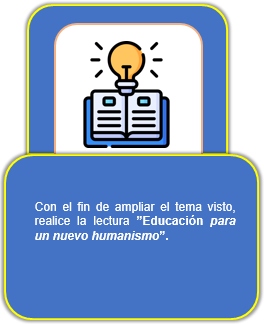 Con el fin de ampliar el tema visto,
realice la lectura ”Educación para
un nuevo humanismo”.